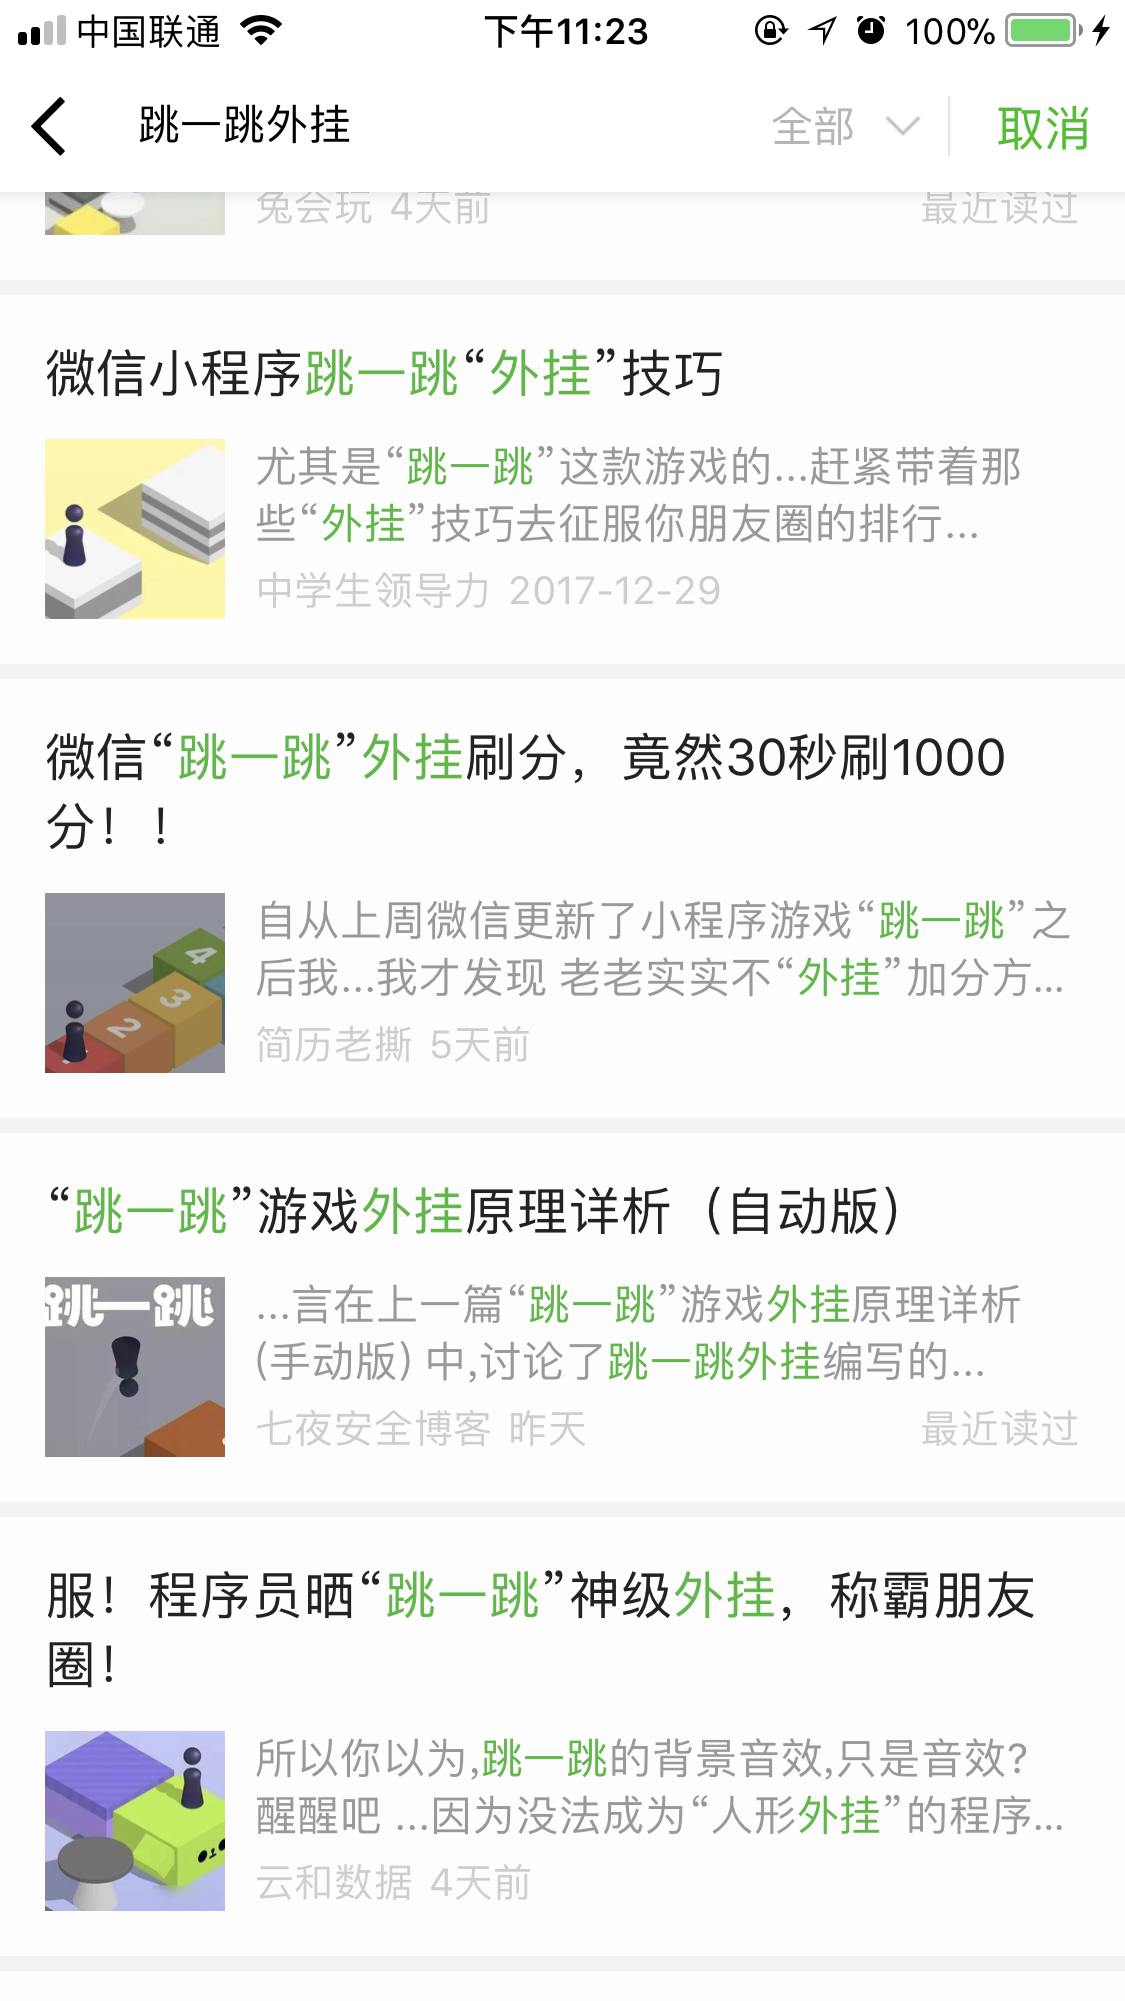 中国联通 下午11:23 100%
跳一跳外挂 全部 取消
兔会玩 4天前 最近读过
微信小程序跳一跳“外挂”技巧
尤其是“跳一跳”这款游戏的...赶紧带着那
些“外挂”技巧去征服你朋友圈的排行...
中学生领导力 2017-12-29
微信“跳一跳”外挂刷分，竟然30秒刷1000
分！！
4
3
2
自从上周微信更新了小程序游戏“跳一跳”之
后我...我才发现 老老实实不“外挂”加分方...
简历老撕 5天前
“跳一跳”游戏外挂原理详析（自动版）
跳一跳
...言在上一篇“跳一跳”游戏外挂原理详析
(手动版) 中,讨论了跳一跳外挂编写的...
七夜安全博客 昨天 最近读过
服！程序员晒“跳一跳”神级外挂，称霸朋友
圈！
所以你以为,跳一跳的背景音效,只是音效?
醒醒吧 ...因为没法成为“人形外挂”的程序...
云和数据 4天前